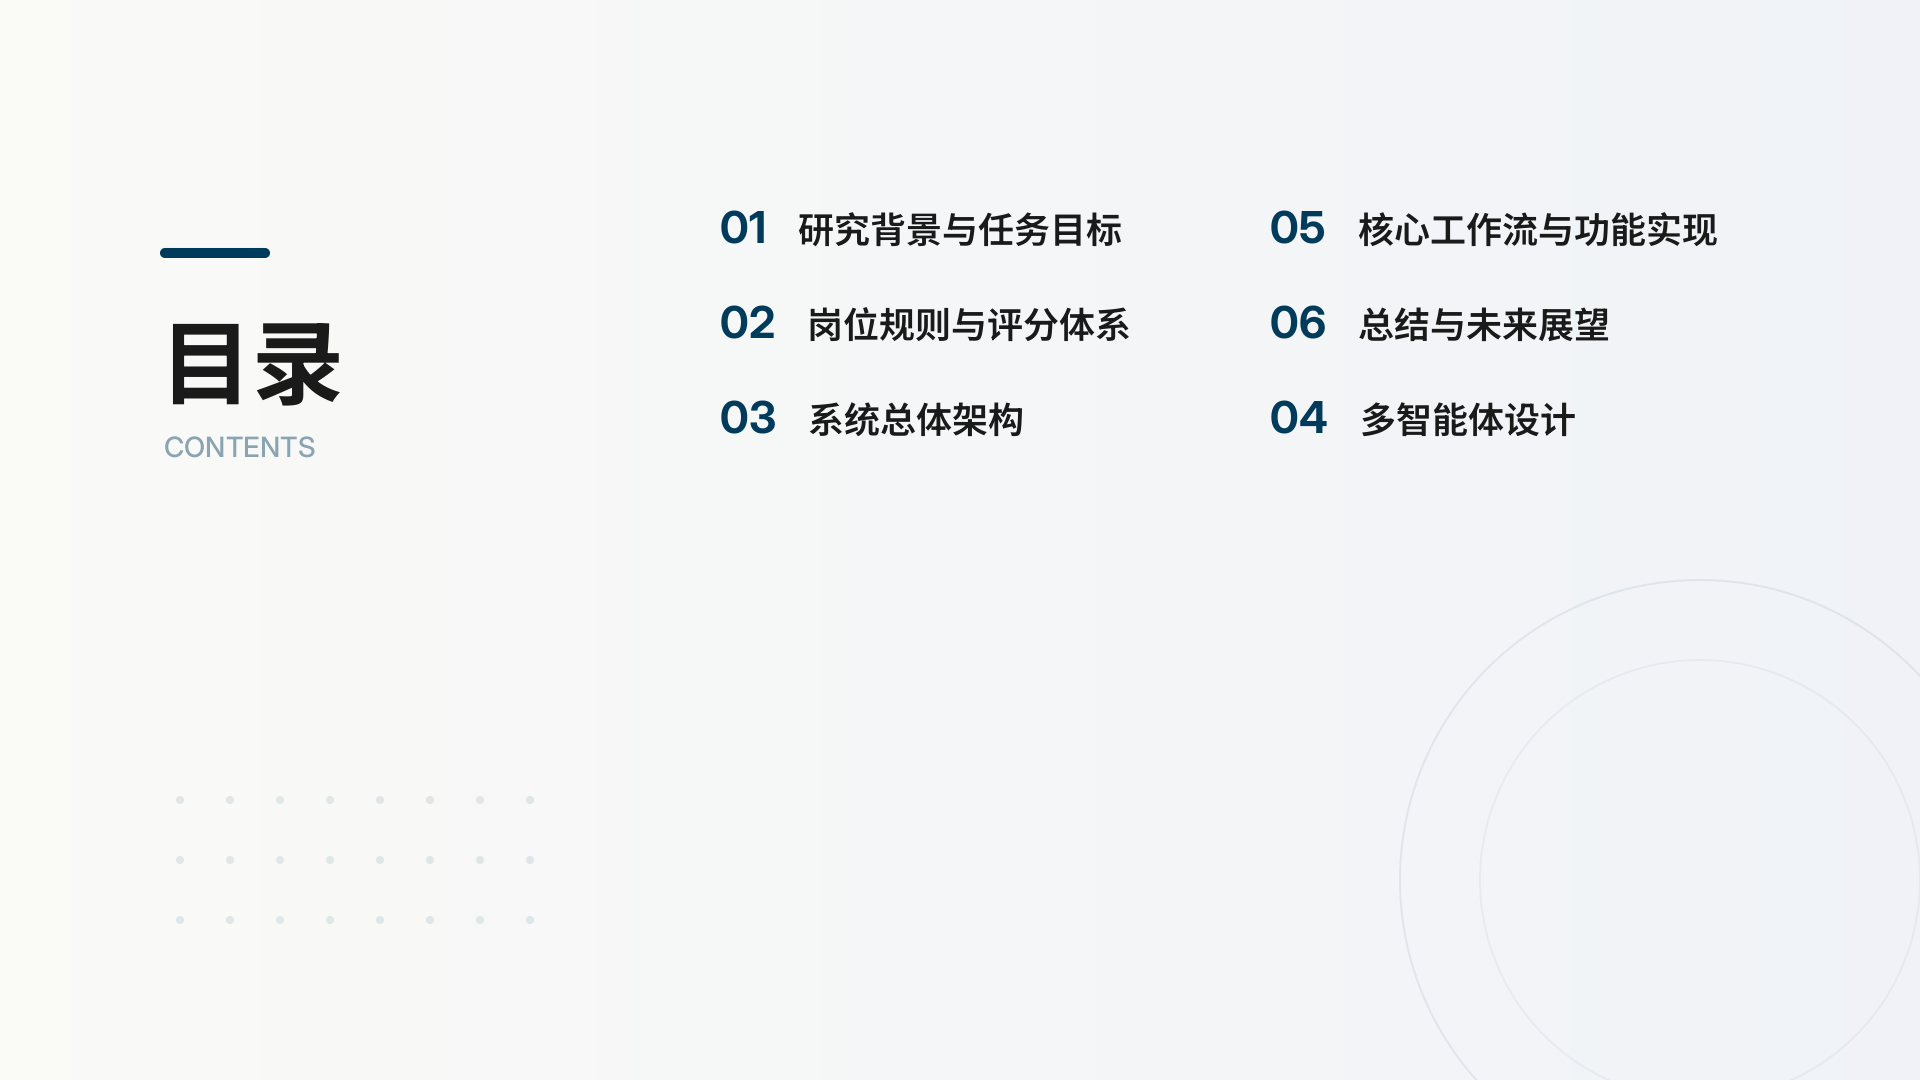 目录
CONTENTS
01 研究背景与任务目标
02 岗位规则与评分体系
03 系统总体架构
05 核心工作流与功能实现
06 总结与未来展望
04 多智能体设计